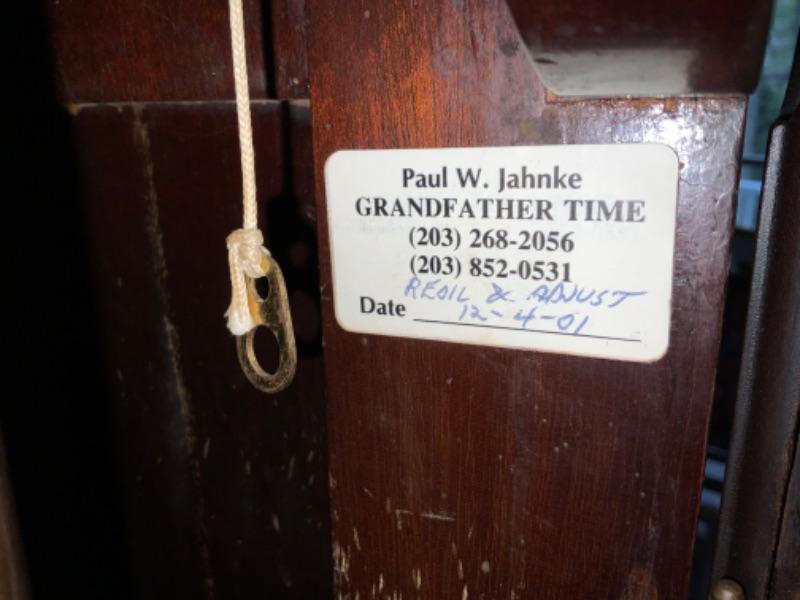 Paul W. Jahnke
GRANDFATHER TIME
(203) 268-2056
(203) 852-0531
REOIL & ADJUST
Date 12-4-01